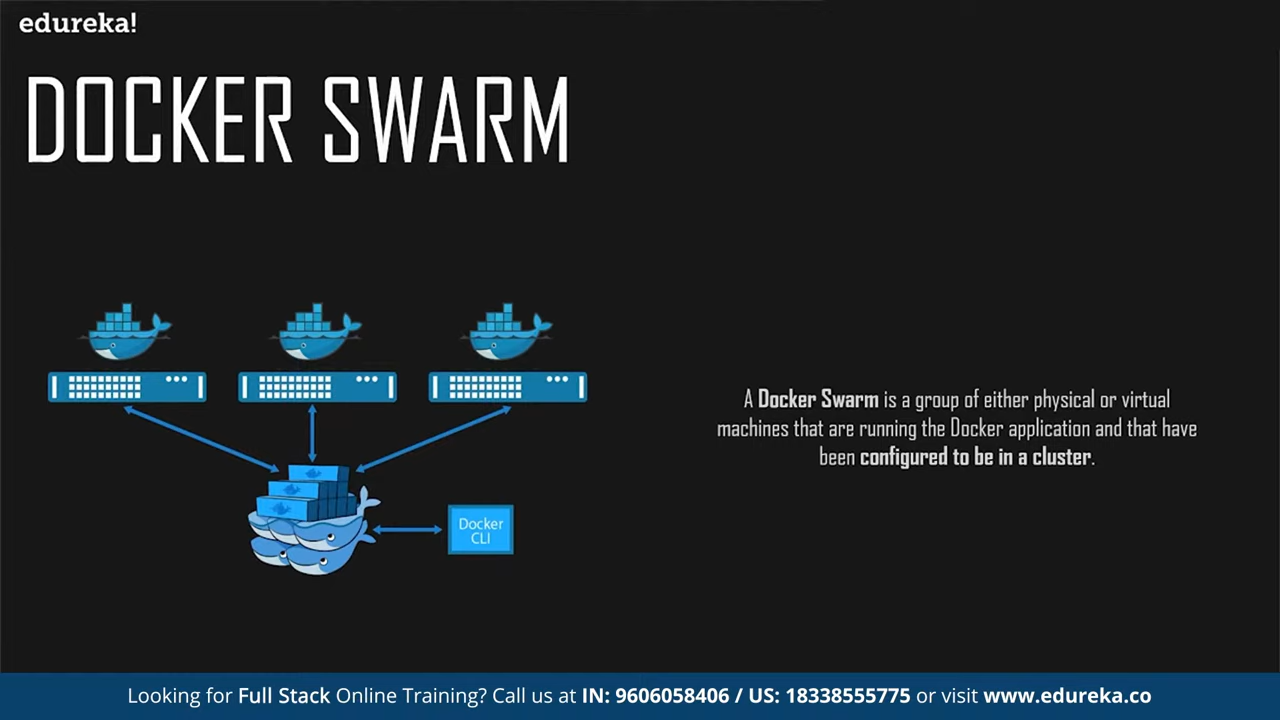 edureka!
DOCKER SWARM
Docker
CLI
A Docker Swarm is a group of either physical or virtual
machines that are running the Docker application and that have
been configured to be in a cluster.
Looking for Full Stack Online Training? Call us at IN: 9606058406 / US: 18338555775 or visit www.edureka.co